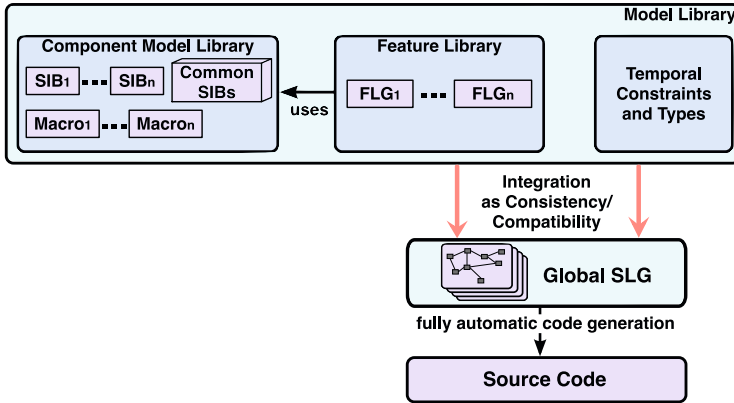 Model Library
Component Model Library
SIB1 SIBn
Common
SIBs
Macro1 Macron
uses
Feature Library
FLG1 FLGn
Temporal
Constraints
and Types
Integration
as Consistency/
Compatibility
Global SLG
fully automatic code generation
Source Code